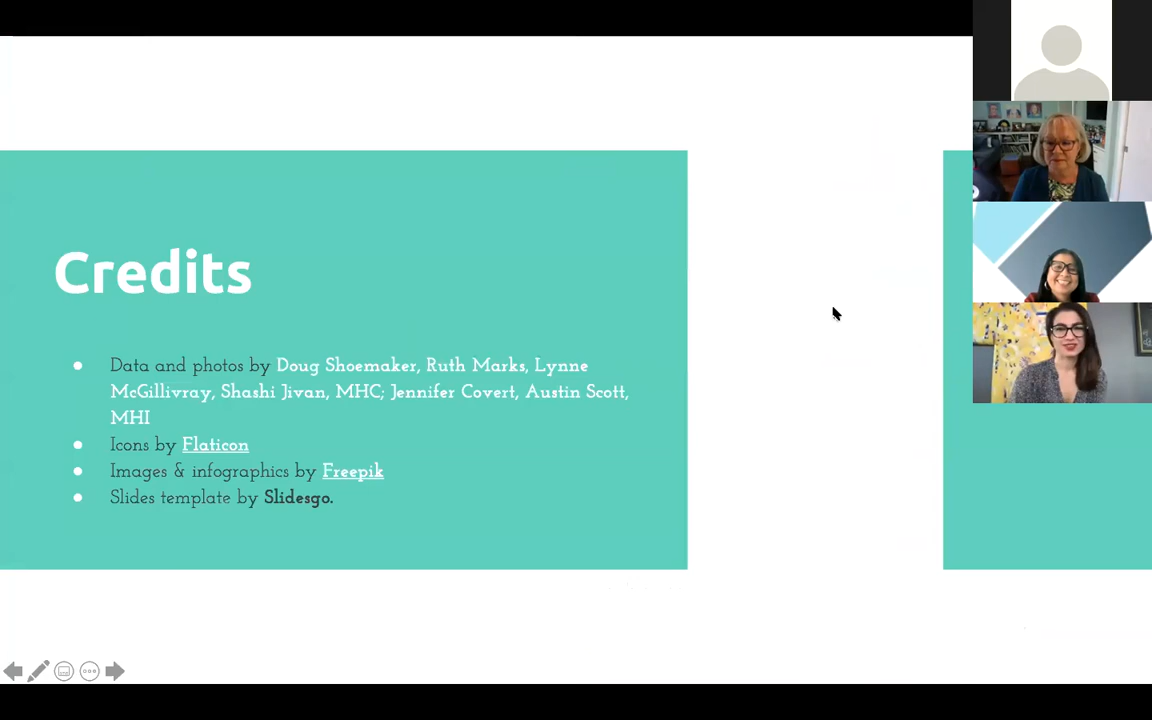 Credits
Data and photos by Doug Shoemaker, Ruth Marks, Lynne
McGillivray, Shashi Jivan, MHC; Jennifer Covert, Austin Scott,
MHI
Icons by Flaticon
Images & infographics by Freepik
Slides template by Slidesgo.